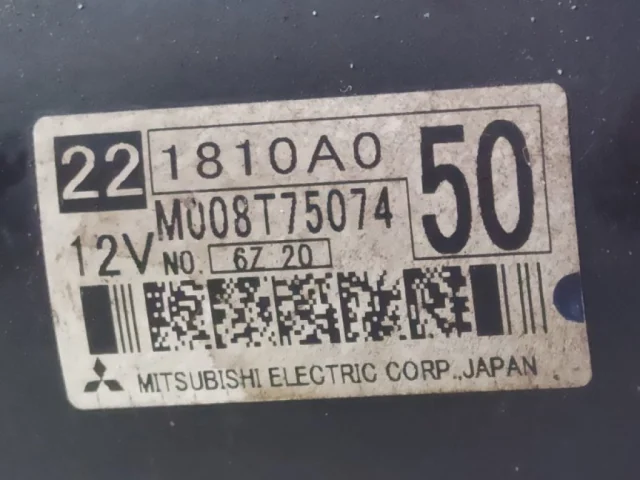 22 1810A0 50
M008T75074
12V NO. 6Z 20
MITSUBISHI ELECTRIC CORP., JAPAN